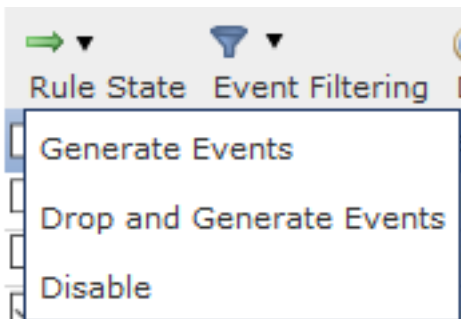 Rule State Event Filtering
Generate Events
Drop and Generate Events
Disable